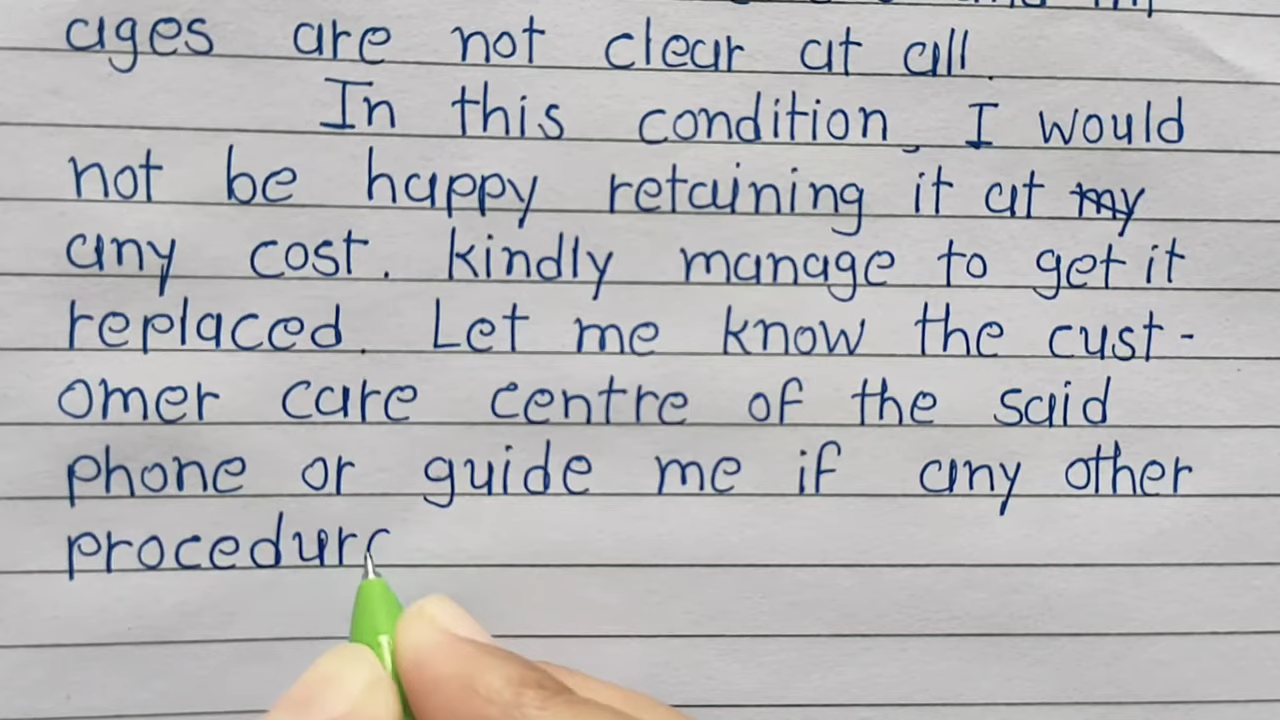 ages are not clear at all.
In this condition, I would
not be happy retaining it at
any cost. Kindly manage to get it
replaced. Let me know the cust-
omer care centre of the said
phone or guide me if any other
procedure